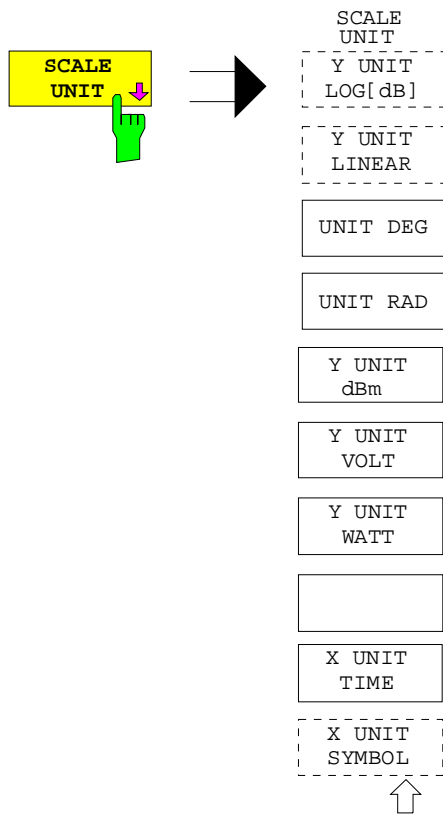 SCALE
UNIT
SCALE
UNIT
Y UNIT
LOG[dB]
Y UNIT
LINEAR
UNIT DEG
UNIT RAD
Y UNIT
dBm
Y UNIT
VOLT
Y UNIT
WATT
X UNIT
TIME
X UNIT
SYMBOL